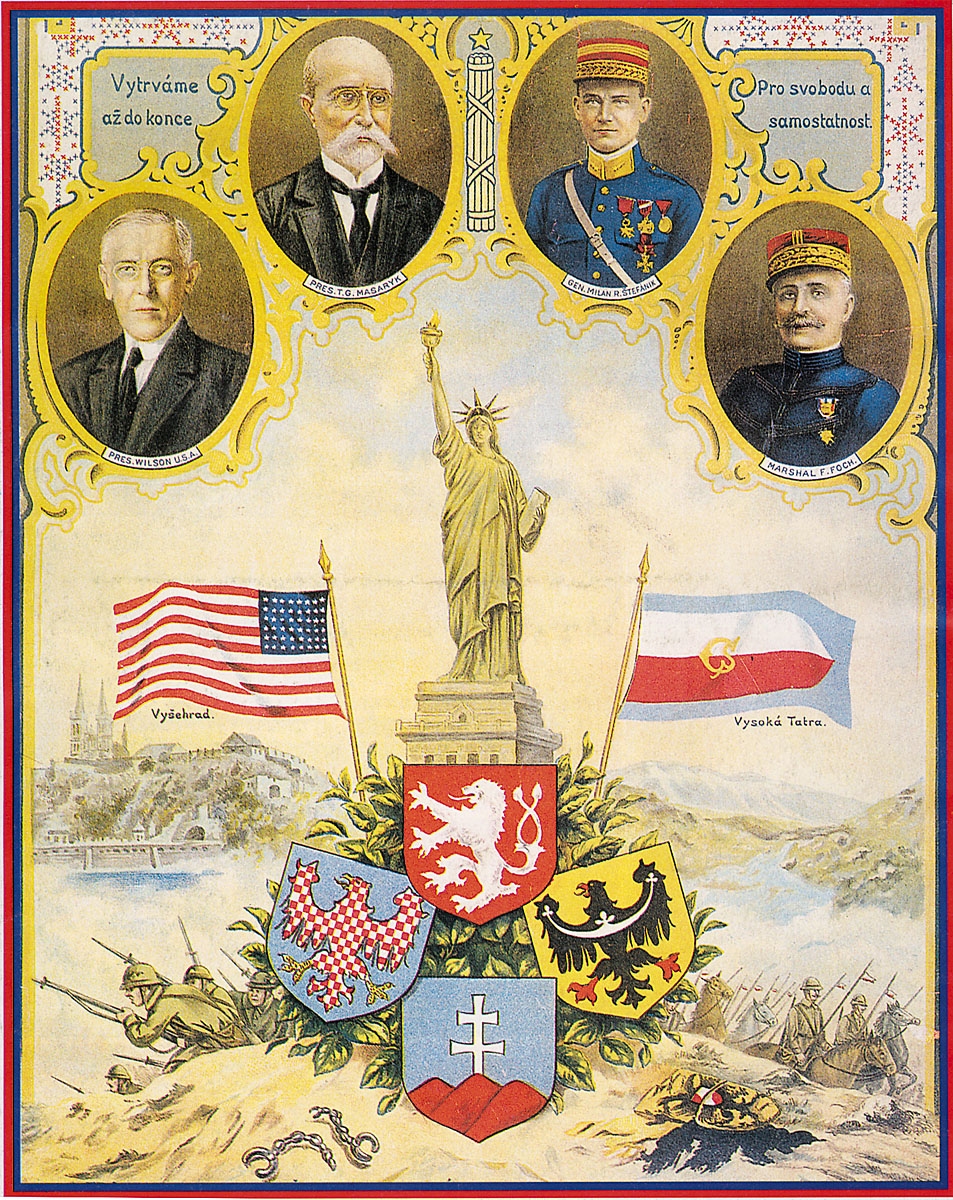 Vytrváme
až do konce
Pro svobodu a
samostatnost.
PRES. T.G. MASARYK
GEN. MILAN R. ŠTEFÁNIK
PRES. WILSON U.S.A.
MARSHAL F. FOCH.
ČS
Vyšehrad.
Vysoká Tatra.